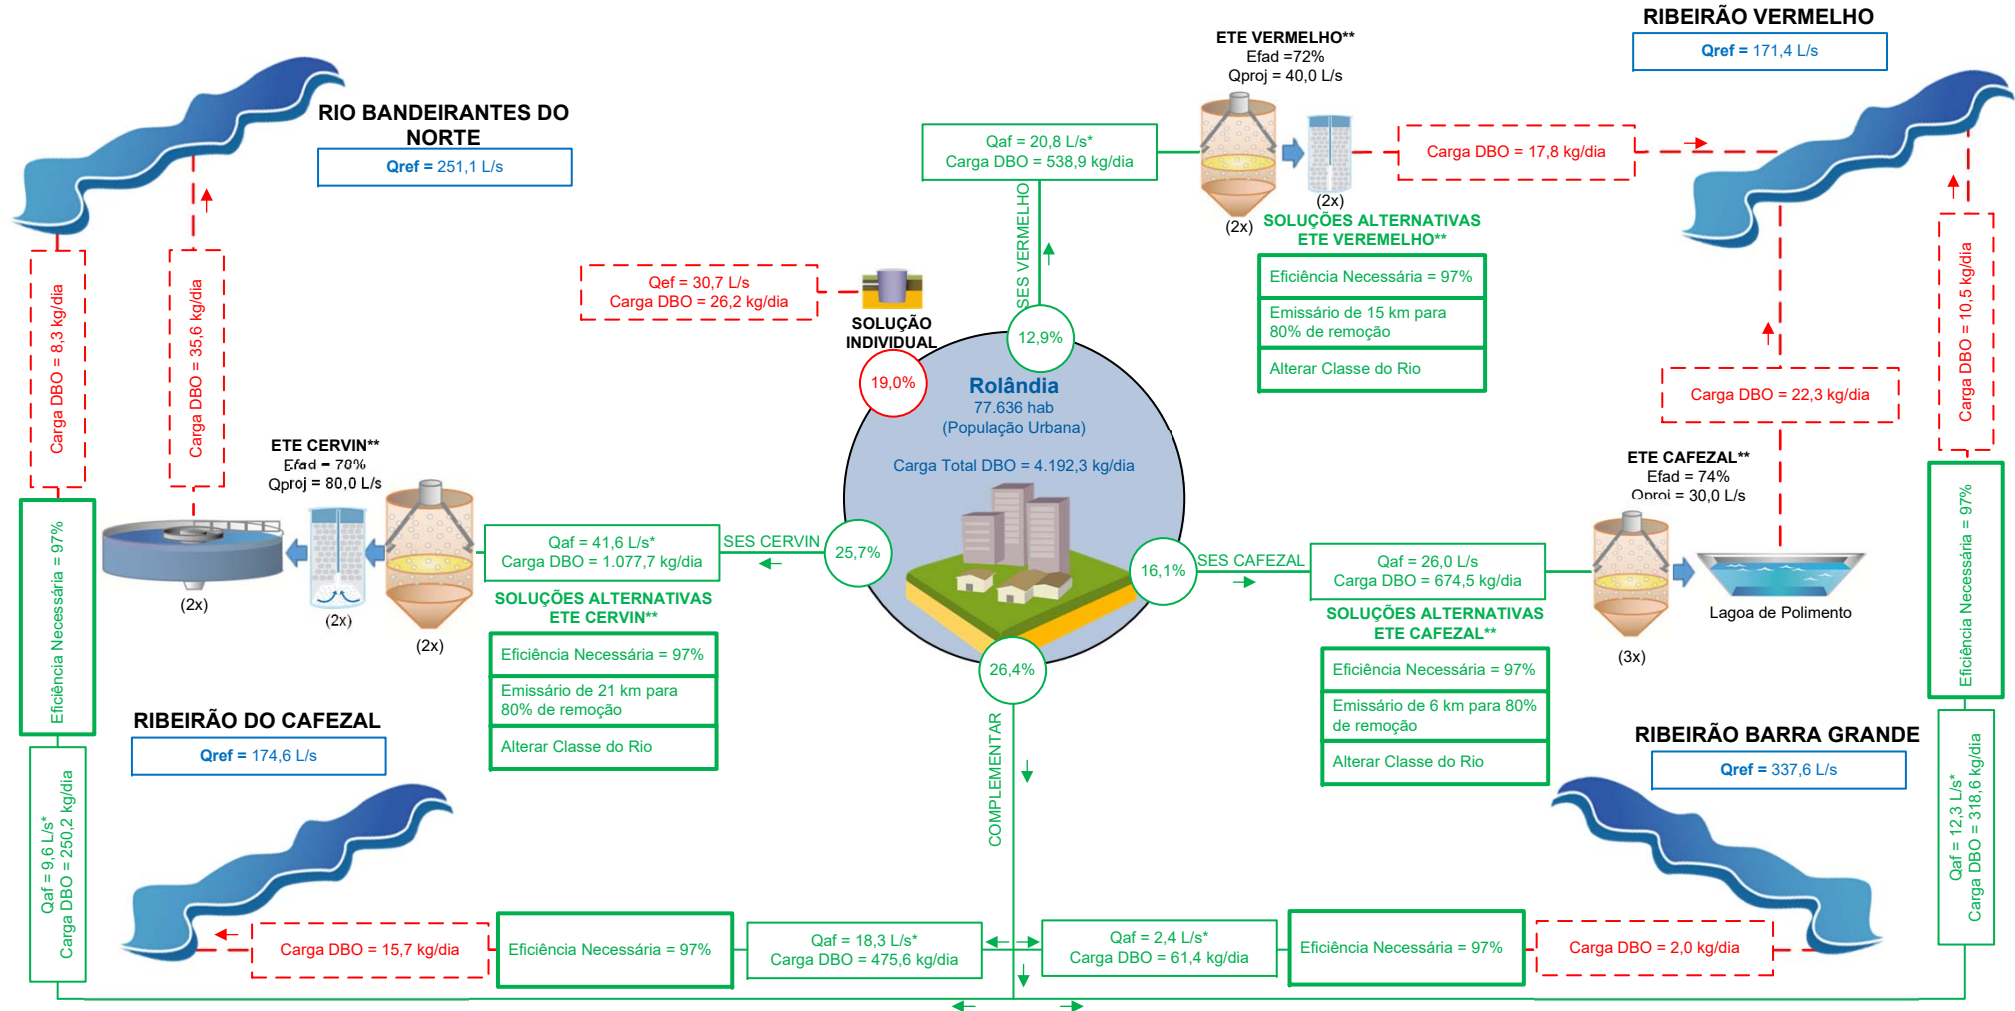 RIBEIRÃO VERMELHO
Qref = 171,4 L/s
ETE VERMELHO**
Efad =72%
Qproj = 40,0 L/s
RIO BANDEIRANTES DO
NORTE
Qref = 251,1 L/s
Qaf = 20,8 L/s*
Carga DBO = 538,9 kg/dia
Carga DBO = 17,8 kg/dia
(2x)
(2x)
SES VERMELHO
SOLUÇÕES ALTERNATIVAS
ETE VEREMELHO**
Eficiência Necessária = 97%
Emissário de 15 km para
80% de remoção
Alterar Classe do Rio
Carga DBO = 8,3 kg/dia
Carga DBO = 35,6 kg/dia
Qef = 30,7 L/s
Carga DBO = 26,2 kg/dia
SOLUÇÃO
INDIVIDUAL
12,9%
19,0%
Rolândia
77.636 hab
(População Urbana)
Carga Total DBO = 4.192,3 kg/dia
Carga DBO = 22,3 kg/dia
Carga DBO = 10,5 kg/dia
ETE CERVIN**
Efad = 70%
Qproj = 80,0 L/s
ETE CAFEZAL**
Efad = 74%
Qproj = 30,0 L/s
Eficiência Necessária = 97%
(2x)
(2x)
(2x)
Qaf = 41,6 L/s*
Carga DBO = 1.077,7 kg/dia
SES CERVIN
25,7%
16,1%
SES CAFEZAL
Qaf = 26,0 L/s
Carga DBO = 674,5 kg/dia
Lagoa de Polimento
(3x)
Eficiência Necessária = 97%
SOLUÇÕES ALTERNATIVAS
ETE CERVIN**
Eficiência Necessária = 97%
Emissário de 21 km para
80% de remoção
Alterar Classe do Rio
26,4%
COMPLEMENTAR
SOLUÇÕES ALTERNATIVAS
ETE CAFEZAL**
Eficiência Necessária = 97%
Emissário de 6 km para 80%
de remoção
Alterar Classe do Rio
RIBEIRÃO DO CAFEZAL
Qref = 174,6 L/s
RIBEIRÃO BARRA GRANDE
Qref = 337,6 L/s
Qaf = 9,6 L/s*
Carga DBO = 250,2 kg/dia
Qaf = 12,3 L/s*
Carga DBO = 318,6 kg/dia
Carga DBO = 15,7 kg/dia
Eficiência Necessária = 97%
Qaf = 18,3 L/s*
Carga DBO = 475,6 kg/dia
Qaf = 2,4 L/s*
Carga DBO = 61,4 kg/dia
Eficiência Necessária = 97%
Carga DBO = 2,0 kg/dia